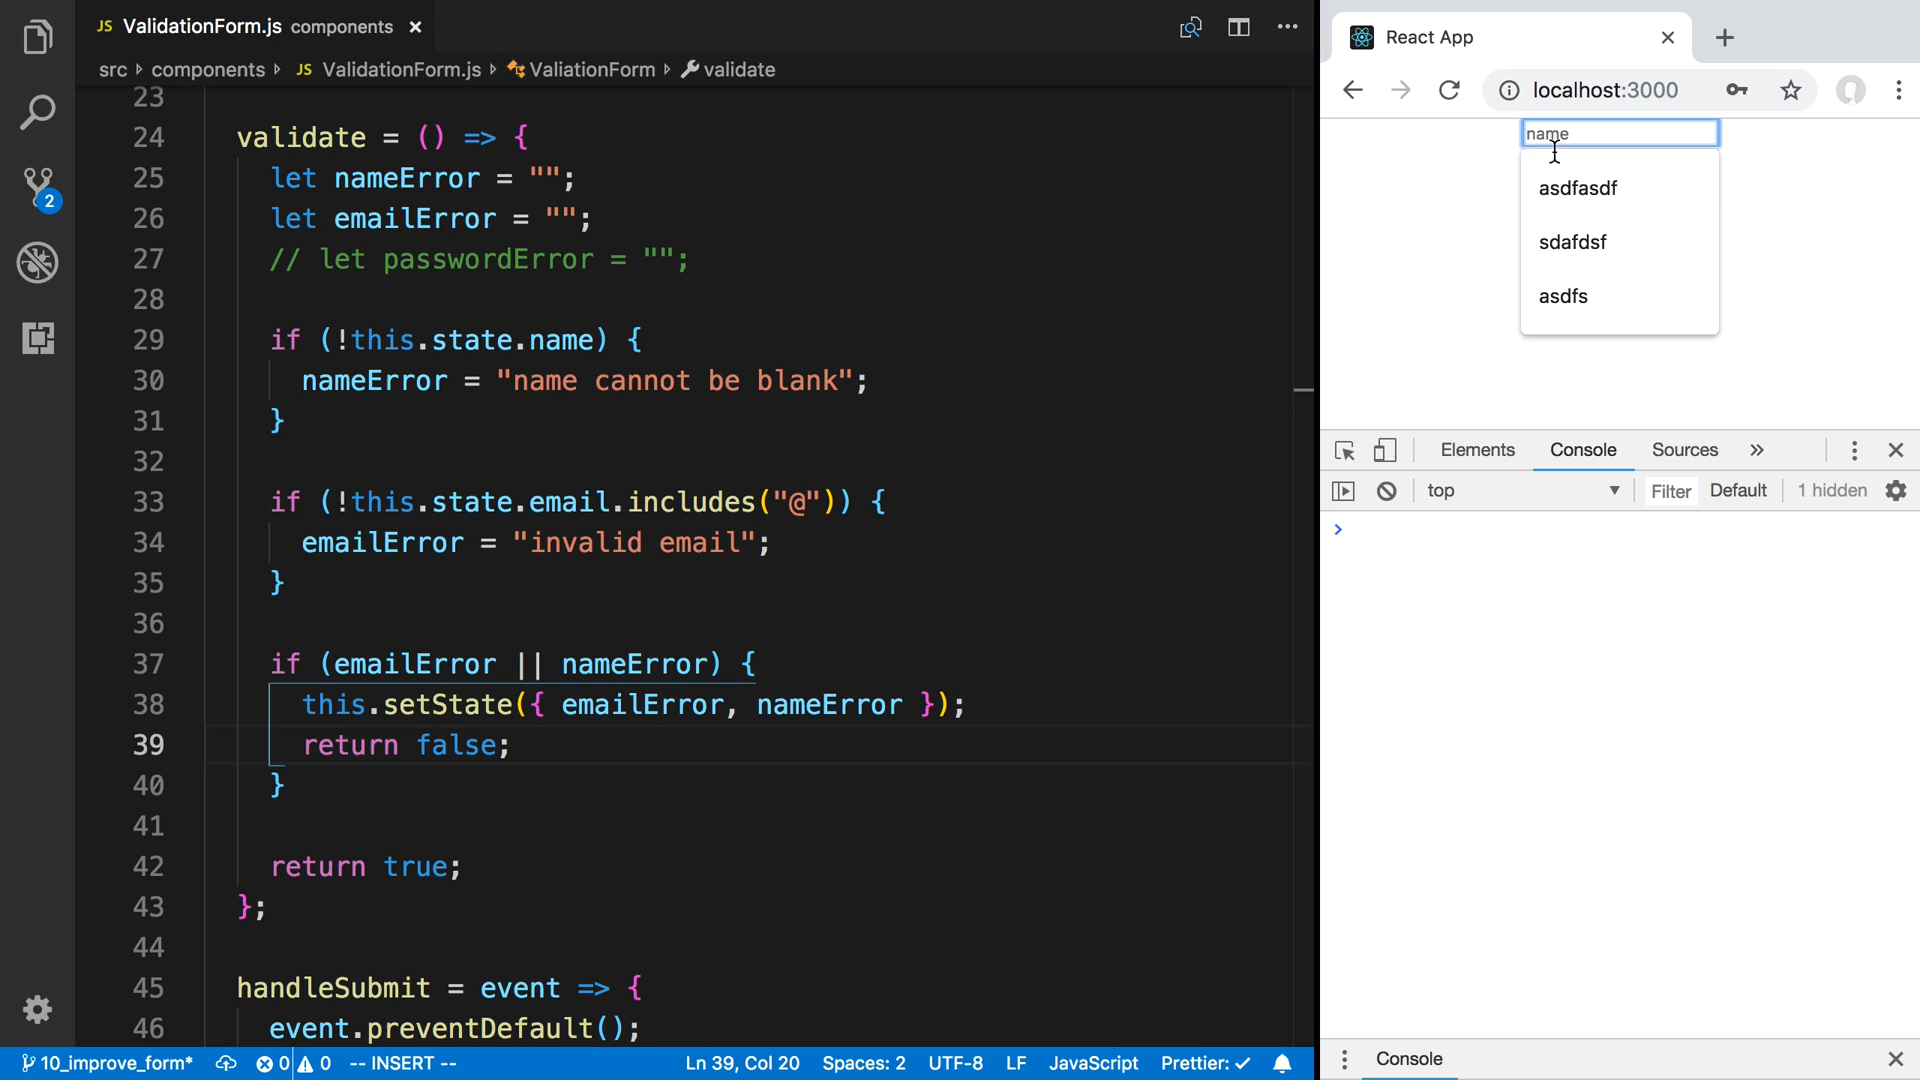 JS ValidationForm.js components
src components JS ValidationForm.js ValiationForm validate
23
24 validate = () => {
25 let nameError = "";
26 let emailError = "";
27 // let passwordError = "";
28
29 if (!this.state.name) {
30 nameError = "name cannot be blank";
31 }
32
33 if (!this.state.email.includes("@")) {
34 emailError = "invalid email";
35 }
36
37 if (emailError || nameError) {
38 this.setState({ emailError, nameError });
39 return false;
40 }
41
42 return true;
43 };
44
45 handleSubmit = event => {
46 event.preventDefault();
2
10_improve_form* 0 0 -- INSERT -- Ln 39, Col 20 Spaces: 2 UTF-8 LF JavaScript Prettier: ✓
React App
localhost:3000
name
asdfasdf
sdafdsf
asdfs
Elements Console Sources »
top Filter Default 1 hidden
Console